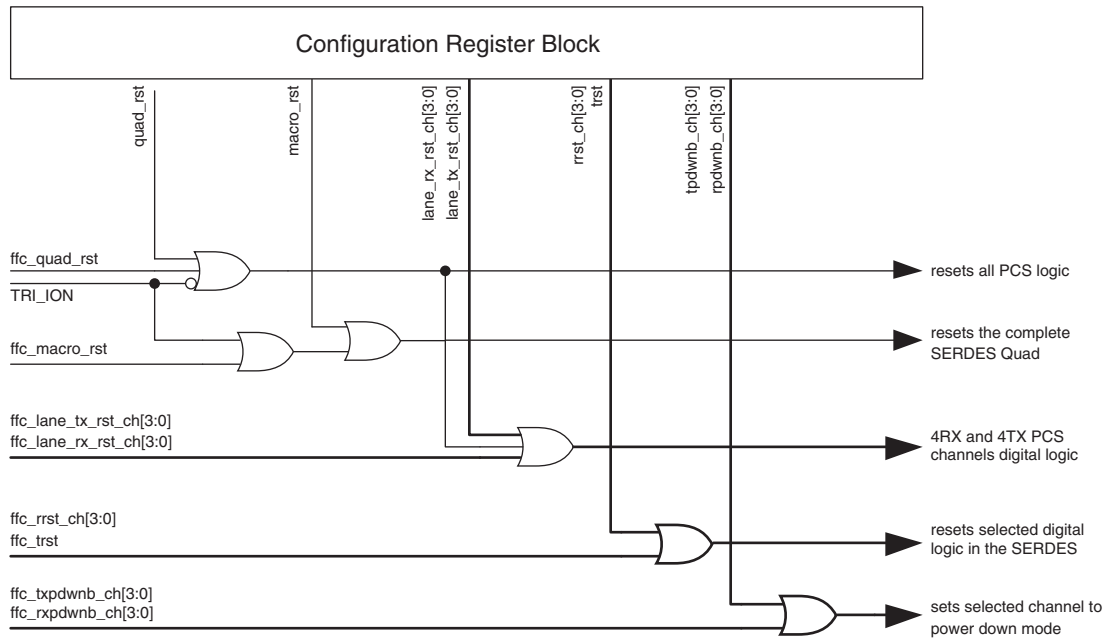 Configuration Register Block
quad_rst
macro_rst
lane_rx_rst_ch[3:0]
lane_tx_rst_ch[3:0]
rrst_ch[3:0]
trst
tpdwnb_ch[3:0]
rpdwnb_ch[3:0]
ffc_quad_rst
TRI_ION
resets all PCS logic
ffc_macro_rst
resets the complete
SERDES Quad
ffc_lane_tx_rst_ch[3:0]
ffc_lane_rx_rst_ch[3:0]
4RX and 4TX PCS
channels digital logic
ffc_rrst_ch[3:0]
ffc_trst
resets selected digital
logic in the SERDES
ffc_txpdwnb_ch[3:0]
ffc_rxpdwnb_ch[3:0]
sets selected channel to
power down mode